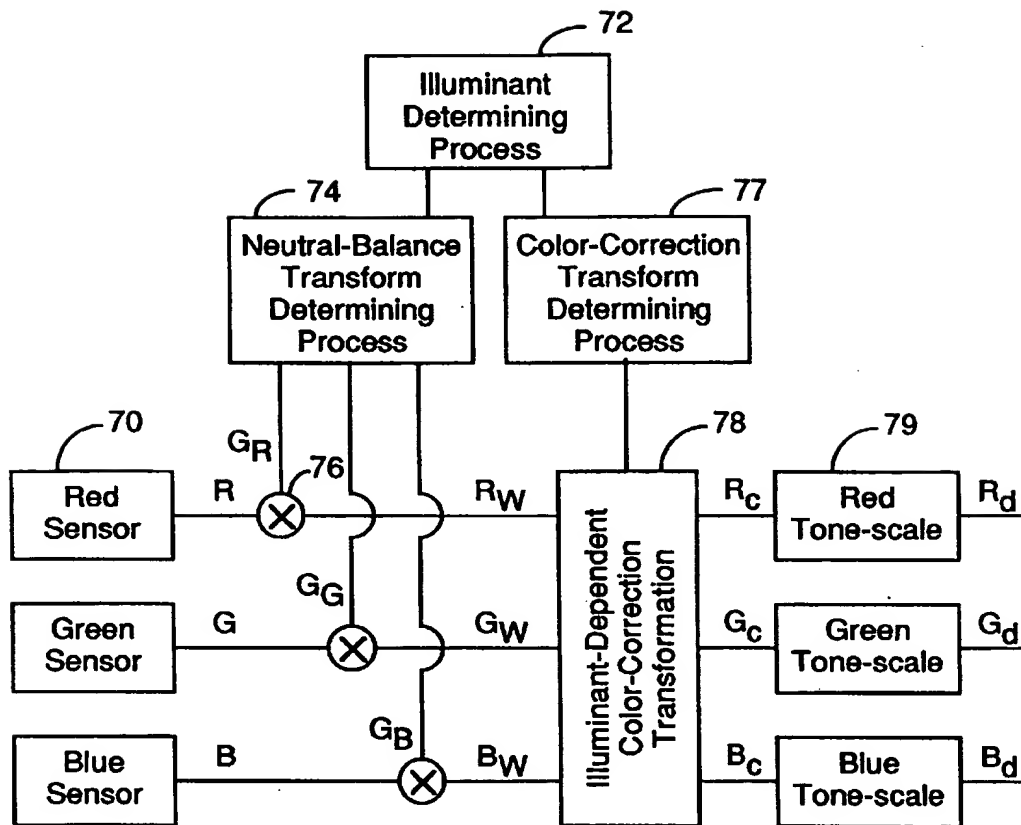 72
Illuminant
Determining
Process
74
77
Neutral-Balance
Transform
Determining
Process
Color-Correction
Transform
Determining
Process
70
78
79
GR
76
Red
Sensor
R
RW
Rc
Red
Tone-scale
Rd
Green
Sensor
G
GG
GW
Gc
Green
Tone-scale
Gd
Blue
Sensor
B
GB
BW
Bc
Blue
Tone-scale
Bd
Illuminant-Dependent
Color-Correction
Transformation